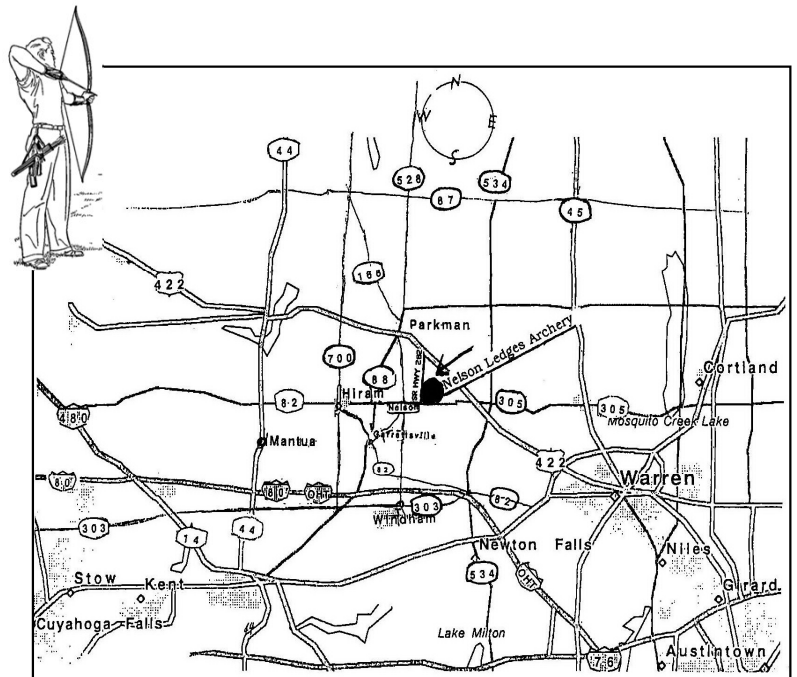 N
W E
S
44
528
534
87
45
422
Parkman
Nelson Ledges Archery
SR HWY 282
700
88
Cortland
82
Hiram
305
305
Nelson
Mosquito Creek Lake
480
Mantua
Garrettsville
82
422
Warren
80
80
OHT
303
82
Windham
303
14
44
Newton Falls
Niles
534
OHT
Stow
Kent
Girard
Cuyahoga Falls
Lake Milton
76
Austintown